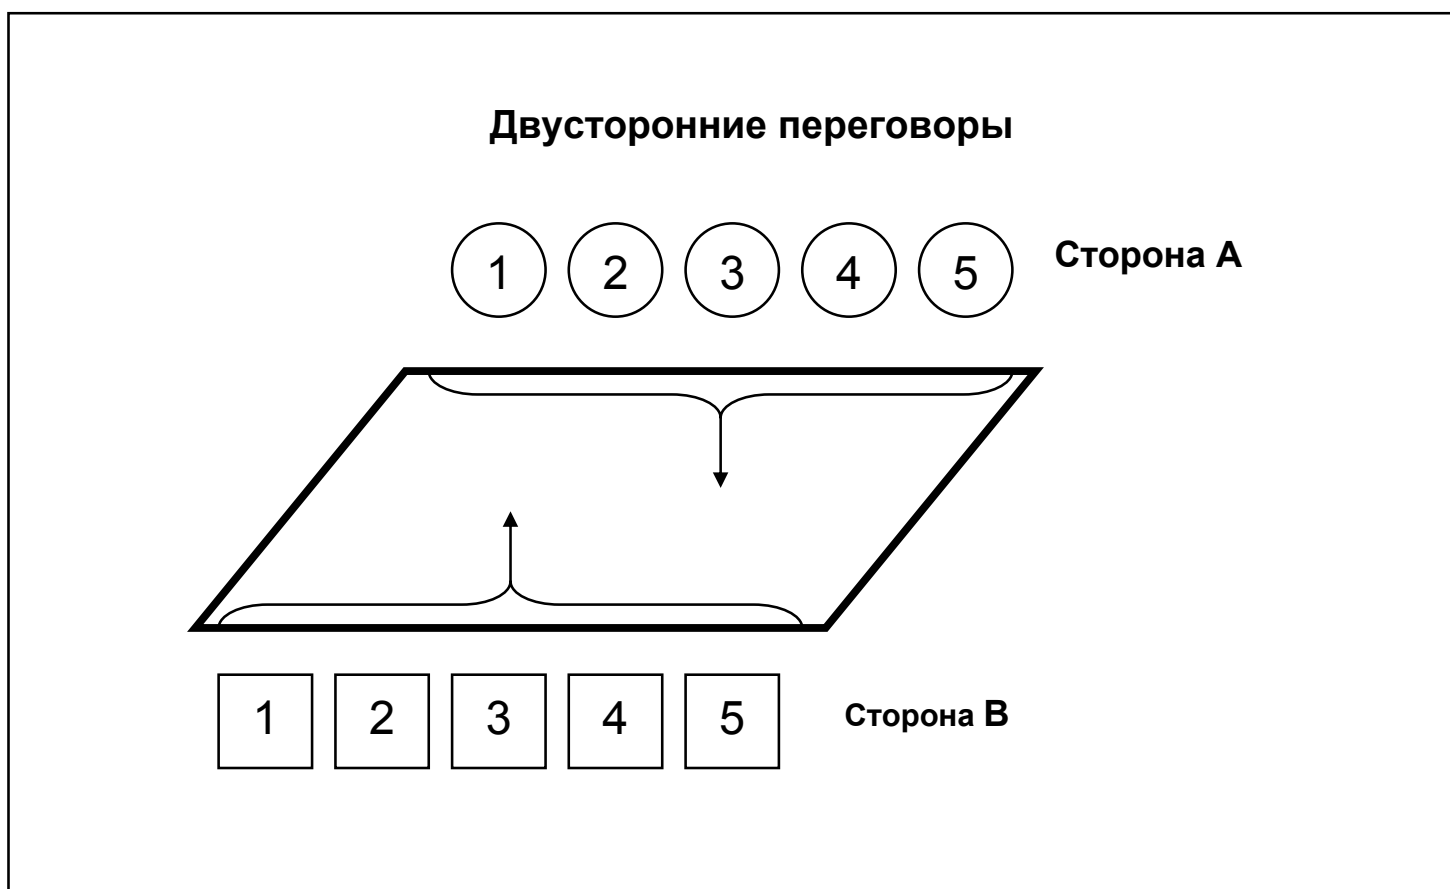 Двусторонние переговоры
1 2 3 4 5 Сторона А
1 2 3 4 5 Сторона В